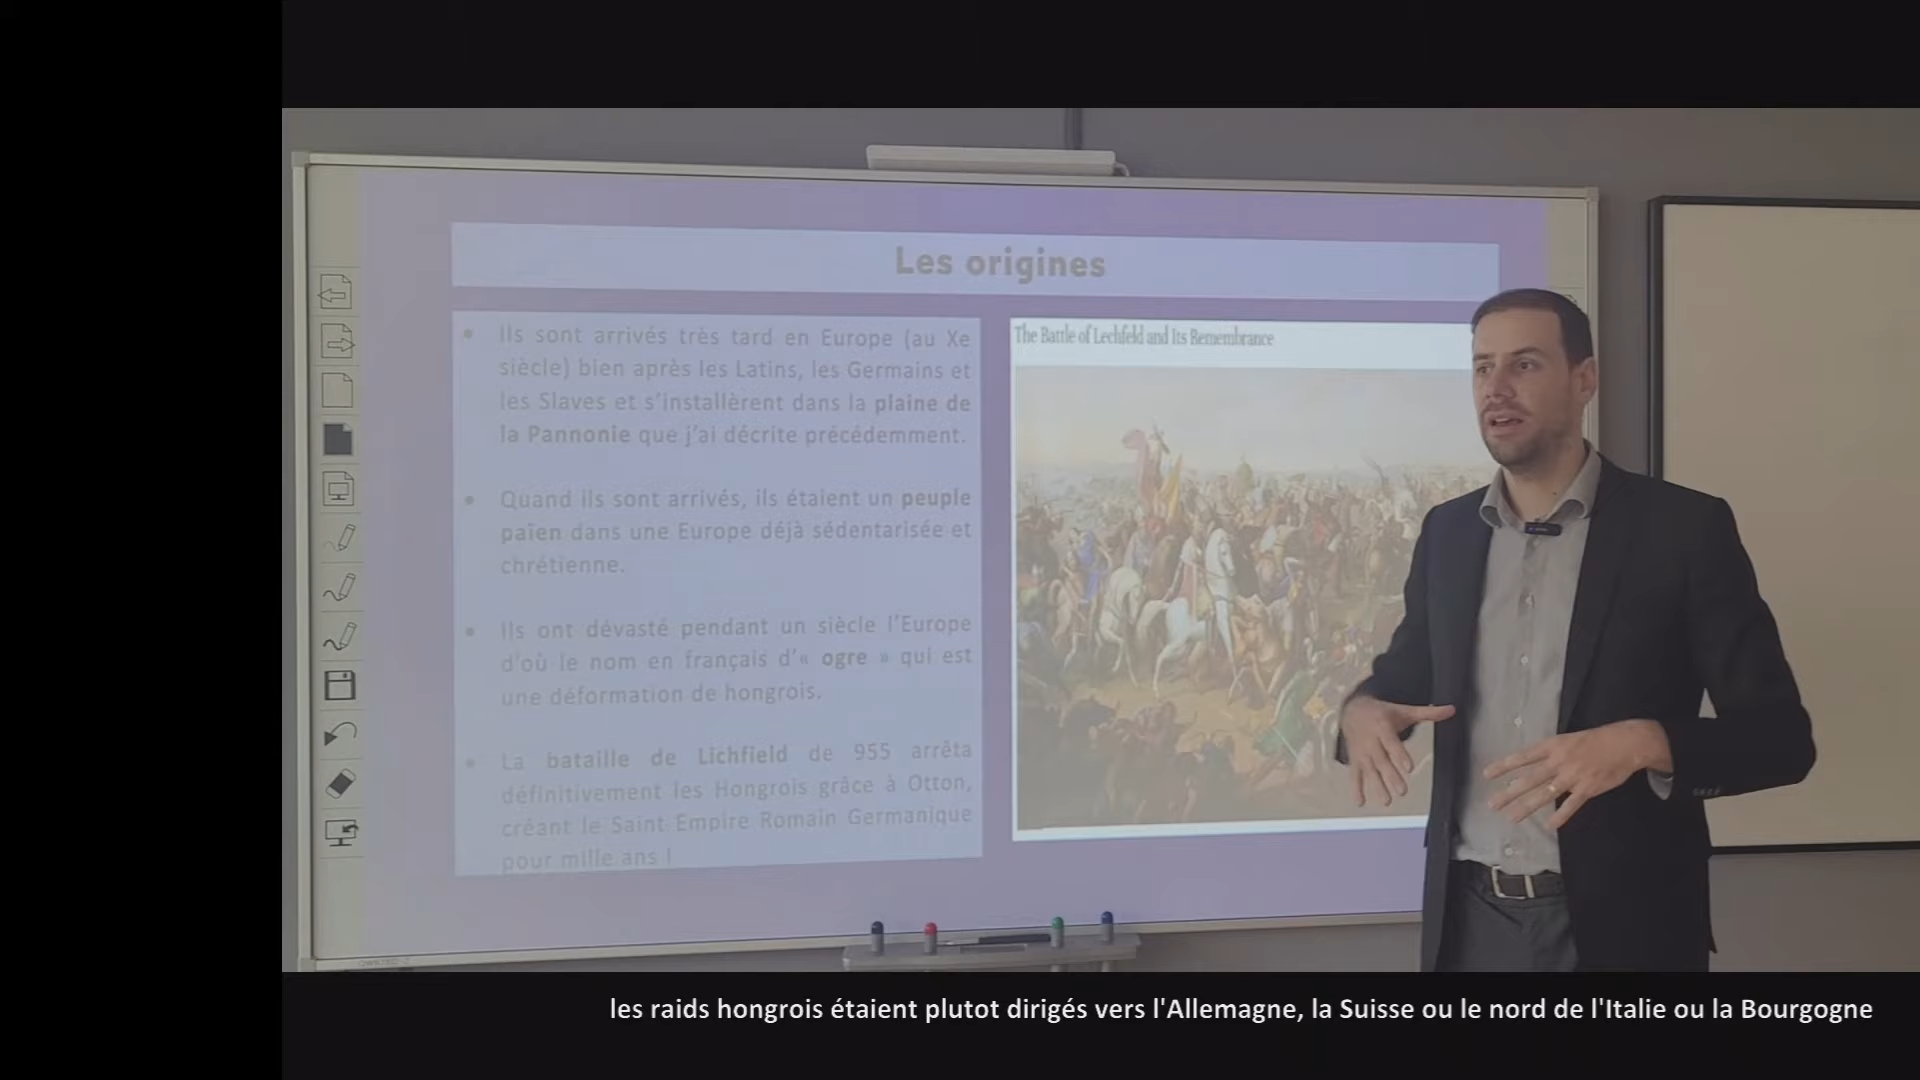 Les origines
Ils sont arrivés très tard en Europe (au Xe
siècle) bien après les Latins, les Germains et
les Slaves et s'installèrent dans la plaine de
la Pannonie que j'ai décrite précédemment.
Quand ils sont arrivés, ils étaient un peuple
païen dans une Europe déjà sédentarisée et
chrétienne.
Ils ont dévasté pendant un siècle l'Europe
d'où le nom en français d'« ogre » qui est
une déformation de hongrois.
La bataille de Lichfield de 955 arrêta
définitivement les Hongrois grâce à Otton,
créant le Saint Empire Romain Germanique
pour mille ans !
The Battle of Lechfeld and Its Remembrance
les raids hongrois étaient plutot dirigés vers l'Allemagne, la Suisse ou le nord de l'Italie ou la Bourgogne